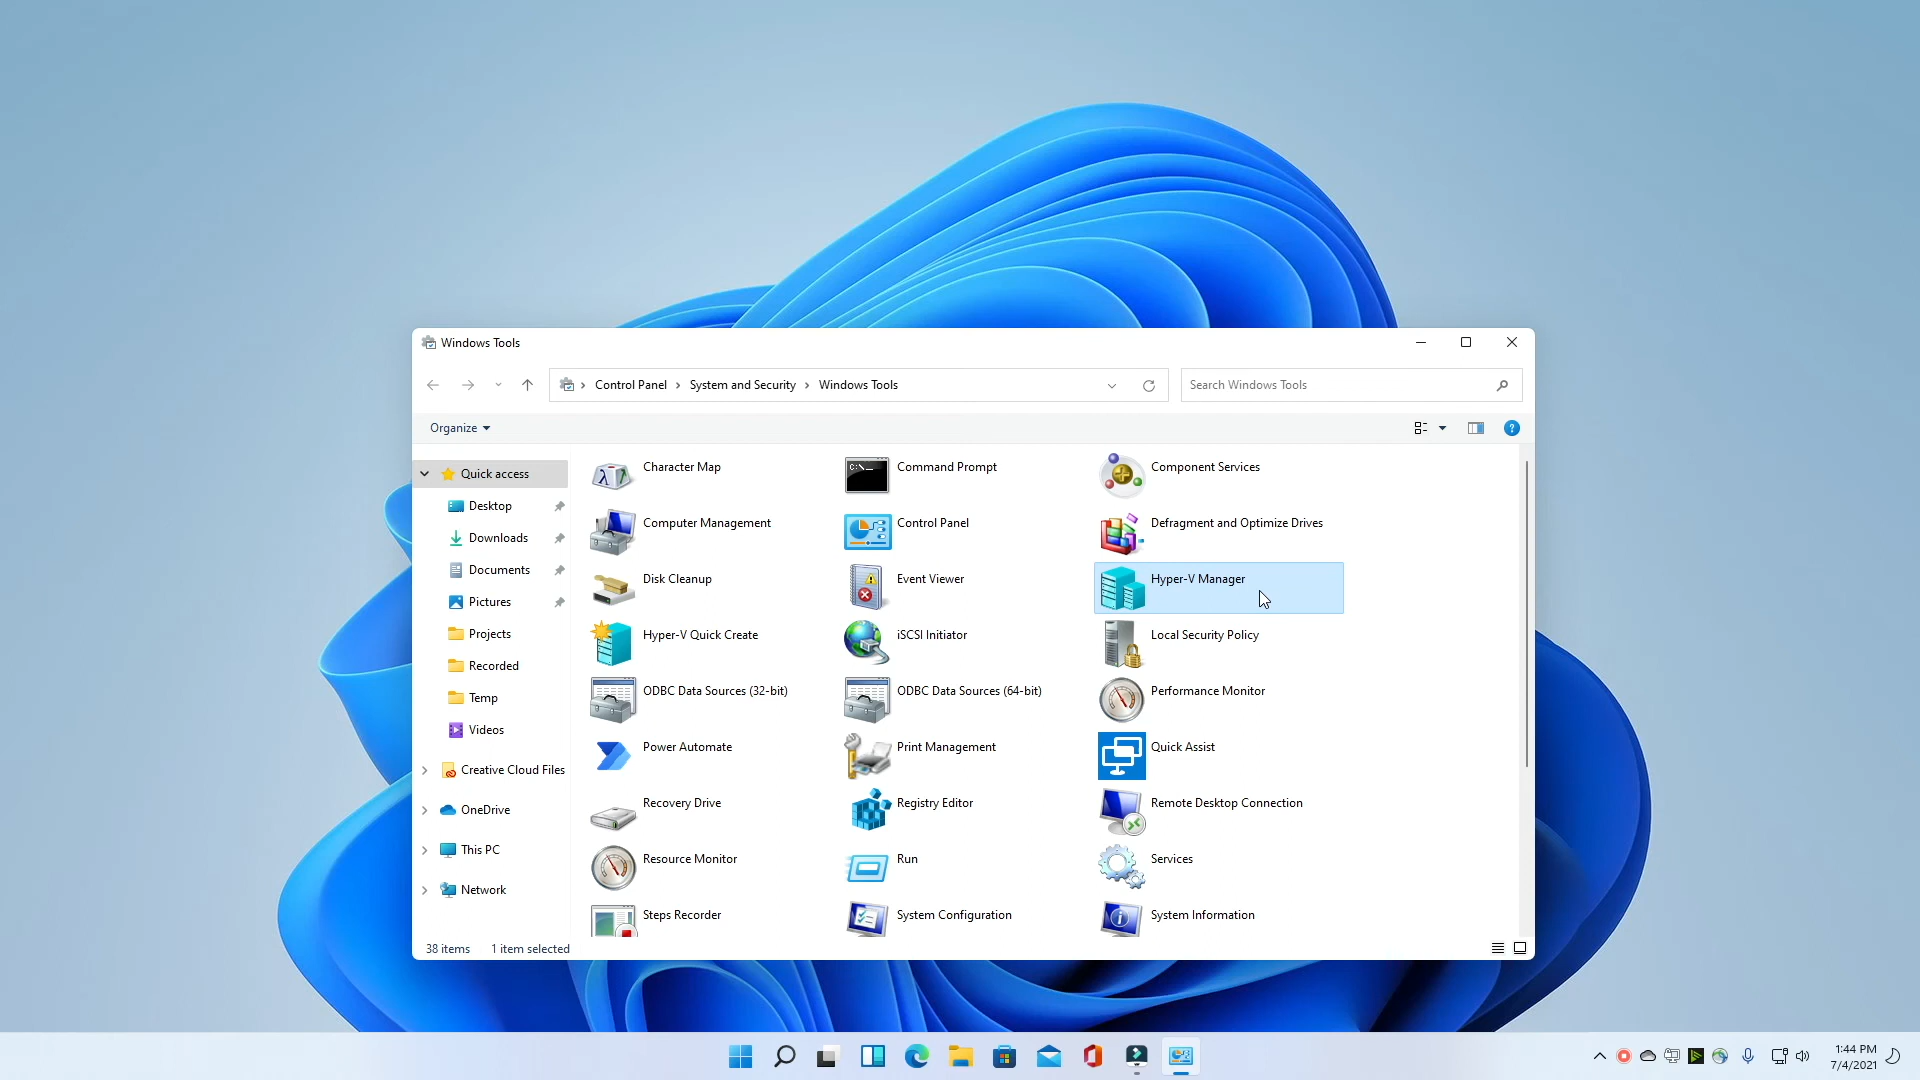 Windows Tools
Control Panel > System and Security > Windows Tools
Search Windows Tools
Organize
Quick access
Desktop
Downloads
Documents
Pictures
Projects
Recorded
Temp
Videos
Creative Cloud Files
OneDrive
This PC
Network
Character Map
Command Prompt
Component Services
Computer Management
Control Panel
Defragment and Optimize Drives
Disk Cleanup
Event Viewer
Hyper-V Manager
Hyper-V Quick Create
iSCSI Initiator
Local Security Policy
ODBC Data Sources (32-bit)
ODBC Data Sources (64-bit)
Performance Monitor
Power Automate
Print Management
Quick Assist
Recovery Drive
Registry Editor
Remote Desktop Connection
Resource Monitor
Run
Services
Steps Recorder
System Configuration
System Information
38 items
1 item selected
1:44 PM
7/4/2021